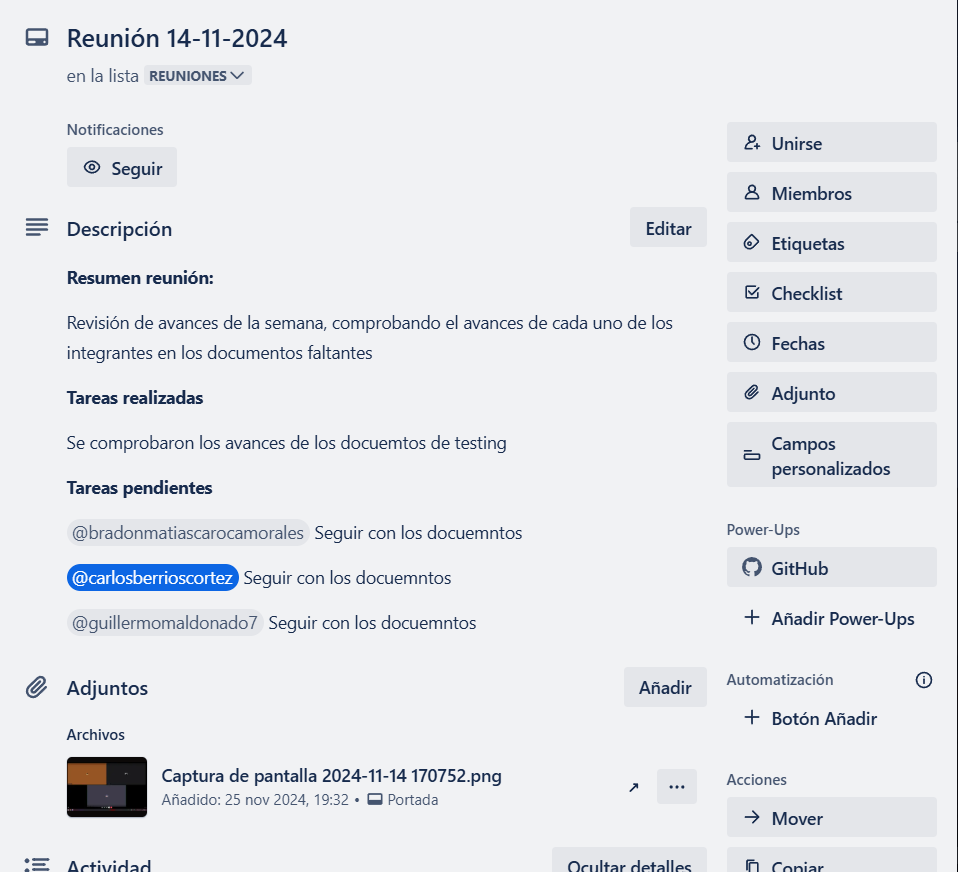 Reunión 14-11-2024
en la lista REUNIONES
Notificaciones
Seguir
Descripción
Editar
Resumen reunión:
Revisión de avances de la semana, comprobando el avances de cada uno de los
integrantes en los documentos faltantes
Tareas realizadas
Se comprobaron los avances de los docuemtos de testing
Tareas pendientes
@bradonmatiascarocamorales Seguir con los docuemntos
@carlosberrioscortez Seguir con los docuemntos
@guillermomaldonado7 Seguir con los docuemntos
Adjuntos
Añadir
Archivos
Captura de pantalla 2024-11-14 170752.png
Añadido: 25 nov 2024, 19:32 • Portada
Actividad
Ocultar detalles
Unirse
Miembros
Etiquetas
Checklist
Fechas
Adjunto
Campos
personalizados
Power-Ups
GitHub
Añadir Power-Ups
Automatización
Botón Añadir
Acciones
Mover
Copiar